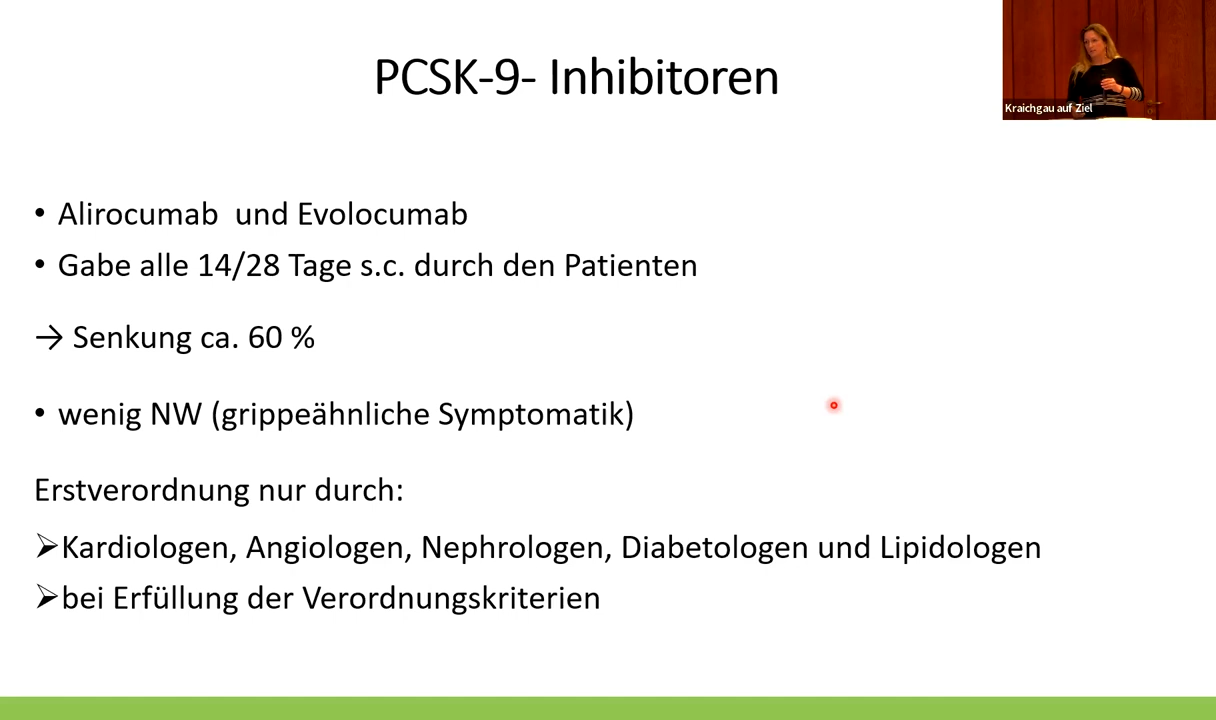 PCSK-9- Inhibitoren
Kraichgau auf Ziel
• Alirocumab  und Evolocumab
• Gabe alle 14/28 Tage s.c. durch den Patienten
→ Senkung ca. 60 %
• wenig NW (grippeähnliche Symptomatik)
Erstverordnung nur durch:
➢Kardiologen, Angiologen, Nephrologen, Diabetologen und Lipidologen
➢bei Erfüllung der Verordnungskriterien